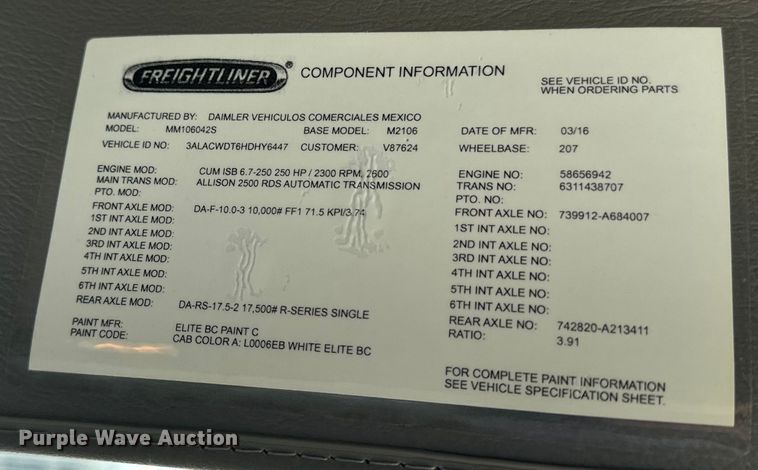 FREIGHTLINER® COMPONENT INFORMATION
SEE VEHICLE ID NO.
WHEN ORDERING PARTS
MANUFACTURED BY: DAIMLER VEHICULOS COMERCIALES MEXICO
MODEL: MM106042S BASE MODEL: M2106 DATE OF MFR: 03/16
VEHICLE ID NO: 3ALACWDT6HDHY6447 CUSTOMER: V87624 WHEELBASE: 207
ENGINE MOD: CUM ISB 6.7-250 250 HP / 2300 RPM, 2600 ENGINE NO: 58656942
MAIN TRANS MOD: ALLISON 2500 RDS AUTOMATIC TRANSMISSION TRANS NO: 6311438707
PTO. MOD: PTO. NO:
FRONT AXLE MOD: DA-F-10.0-3 10,000# FF1 71.5 KPI/3.74 FRONT AXLE NO: 739912-A684007
1ST INT AXLE MOD: 1ST INT AXLE NO:
2ND INT AXLE MOD: 2ND INT AXLE NO:
3RD INT AXLE MOD: 3RD INT AXLE NO:
4TH INT AXLE MOD: 4TH INT AXLE NO:
5TH INT AXLE MOD: 5TH INT AXLE NO:
6TH INT AXLE MOD: 6TH INT AXLE NO:
REAR AXLE MOD: DA-RS-17.5-2 17,500# R-SERIES SINGLE REAR AXLE NO: 742820-A213411
PAINT MFR: ELITE BC PAINT C RATIO: 3.91
PAINT CODE: CAB COLOR A: L0006EB WHITE ELITE BC
FOR COMPLETE PAINT INFORMATION
SEE VEHICLE SPECIFICATION SHEET.
Purple Wave Auction